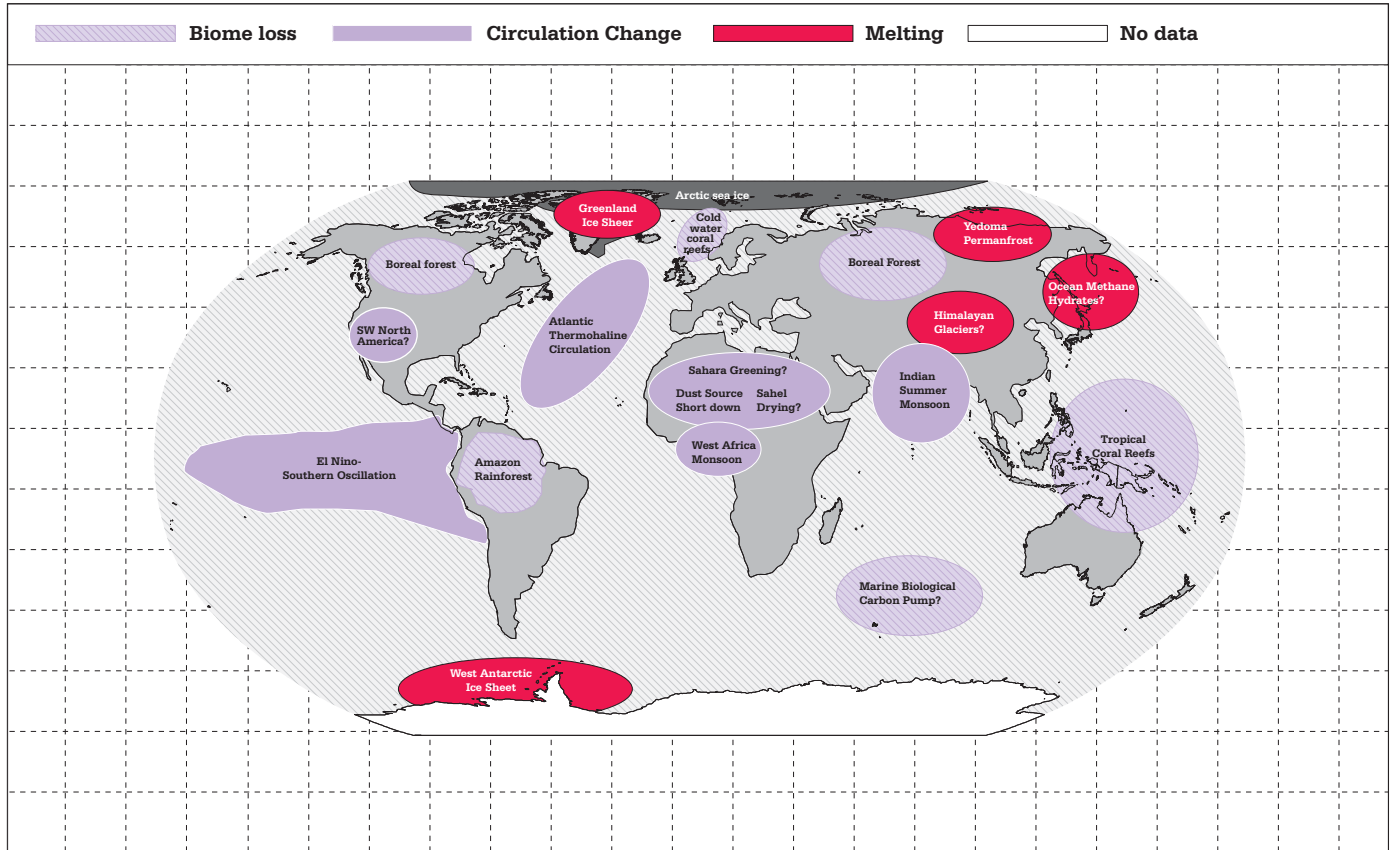 Biome loss
Circulation Change
Melting
No data
Arctic sea ice
Greenland
Ice Sheer
Cold
water
coral
reefs
Yedoma
Permanfrost
Boreal forest
Boreal Forest
Ocean Methane
Hydrates?
SW North
America?
Atlantic
Thermohaline
Circulation
Himalayan
Glaciers?
Sahara Greening?
Dust Source
Short down
Sahel
Drying?
Indian
Summer
Monsoon
West Africa
Monsoon
Tropical
Coral Reefs
El Nino-
Southern Oscillation
Amazon
Rainforest
Marine Biological
Carbon Pump?
West Antarctic
Ice Sheet